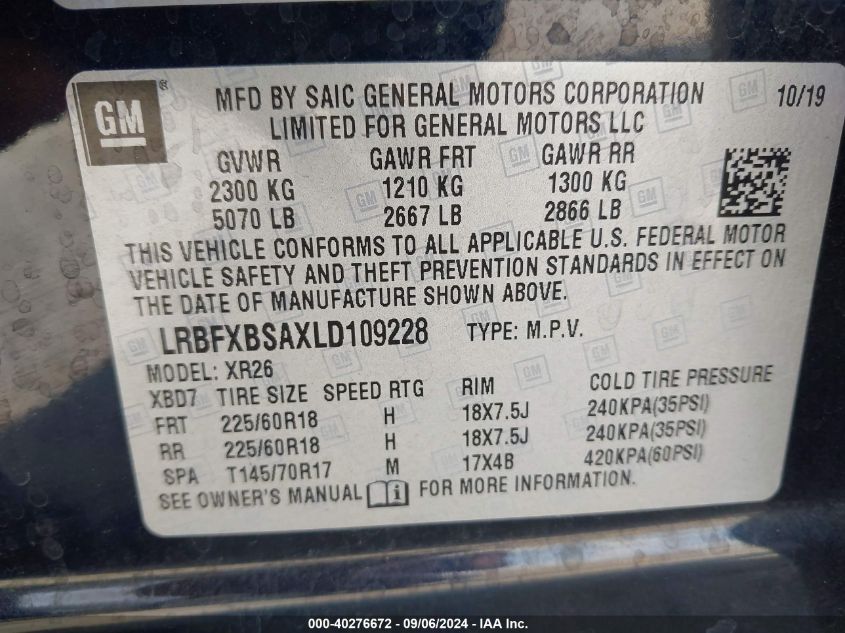 GM
®
MFD BY SAIC GENERAL MOTORS CORPORATION 10/19
LIMITED FOR GENERAL MOTORS LLC
GVWR GAWR FRT GAWR RR
2300 KG 1210 KG 1300 KG
5070 LB 2667 LB 2866 LB
THIS VEHICLE CONFORMS TO ALL APPLICABLE U.S. FEDERAL MOTOR
VEHICLE SAFETY AND THEFT PREVENTION STANDARDS IN EFFECT ON
THE DATE OF MANUFACTURE SHOWN ABOVE.
LRBFXBSAXLD109228 TYPE: M.P.V.
MODEL: XR26
XBD7 TIRE SIZE SPEED RTG RIM COLD TIRE PRESSURE
FRT 225/60R18 H 18X7.5J 240KPA(35PSI)
RR 225/60R18 H 18X7.5J 240KPA(35PSI)
SPA T145/70R17 M 17X4B 420KPA(60PSI)
SEE OWNER'S MANUAL i FOR MORE INFORMATION.
000-40276672 - 09/06/2024 - IAA Inc.